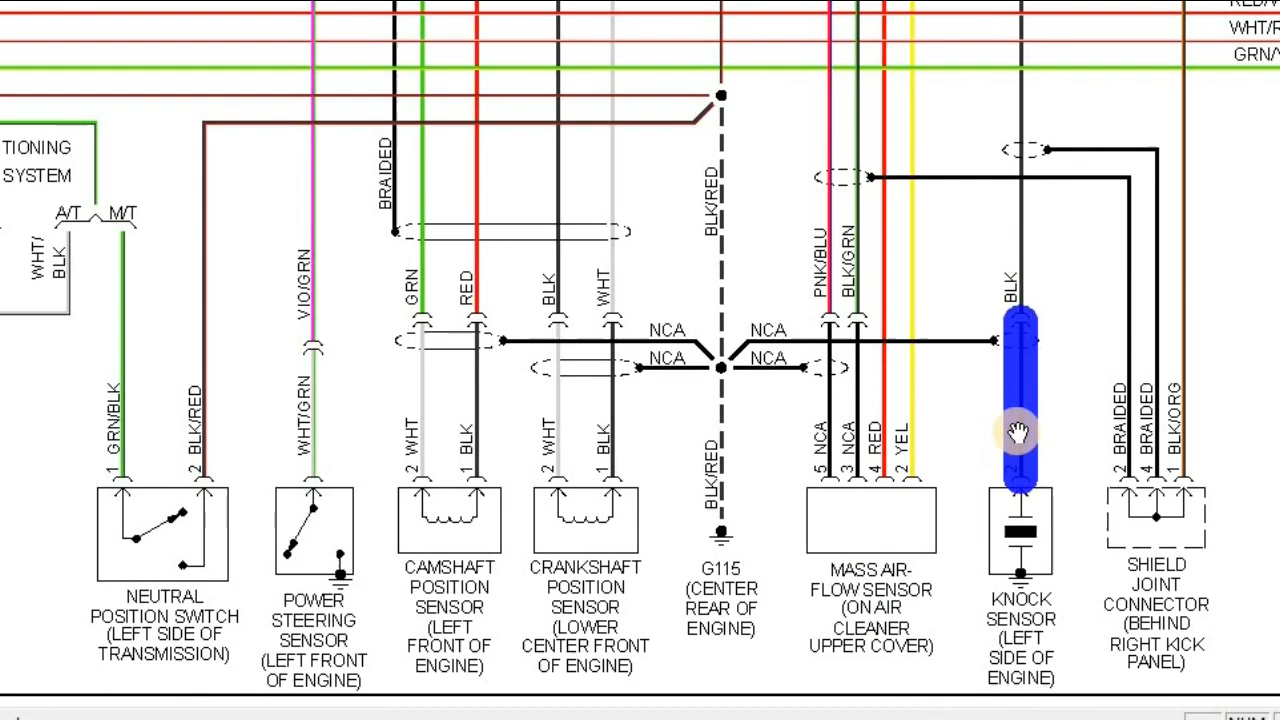 WHT/R
GRN/
TIONING
SYSTEM
A/T M/T
WHT/
BLK
BRAIDED
VIO/GRN
GRN
RED
BLK
WHT
BLK/RED
PNK/BLU
BLK/GRN
BLK
NCA
NCA
NCA
NCA
1 GRN/BLK
2 BLK/RED
WHT/GRN
2 WHT
1 BLK
2 WHT
1 BLK
BLK/RED
5 NCA
3 NCA
4 RED
2 YEL
2
2 BRAIDED
4 BRAIDED
1 BLK/ORG
NEUTRAL
POSITION SWITCH
(LEFT SIDE OF
TRANSMISSION)
POWER
STEERING
SENSOR
(LEFT FRONT
OF ENGINE)
CAMSHAFT
POSITION
SENSOR
(LEFT
FRONT OF
ENGINE)
CRANKSHAFT
POSITION
SENSOR
(LOWER
CENTER FRONT
OF ENGINE)
G115
(CENTER
REAR OF
ENGINE)
MASS AIR-
FLOW SENSOR
(ON AIR
CLEANER
UPPER COVER)
KNOCK
SENSOR
(LEFT
SIDE OF
ENGINE)
SHIELD
JOINT
CONNECTOR
(BEHIND
RIGHT KICK
PANEL)